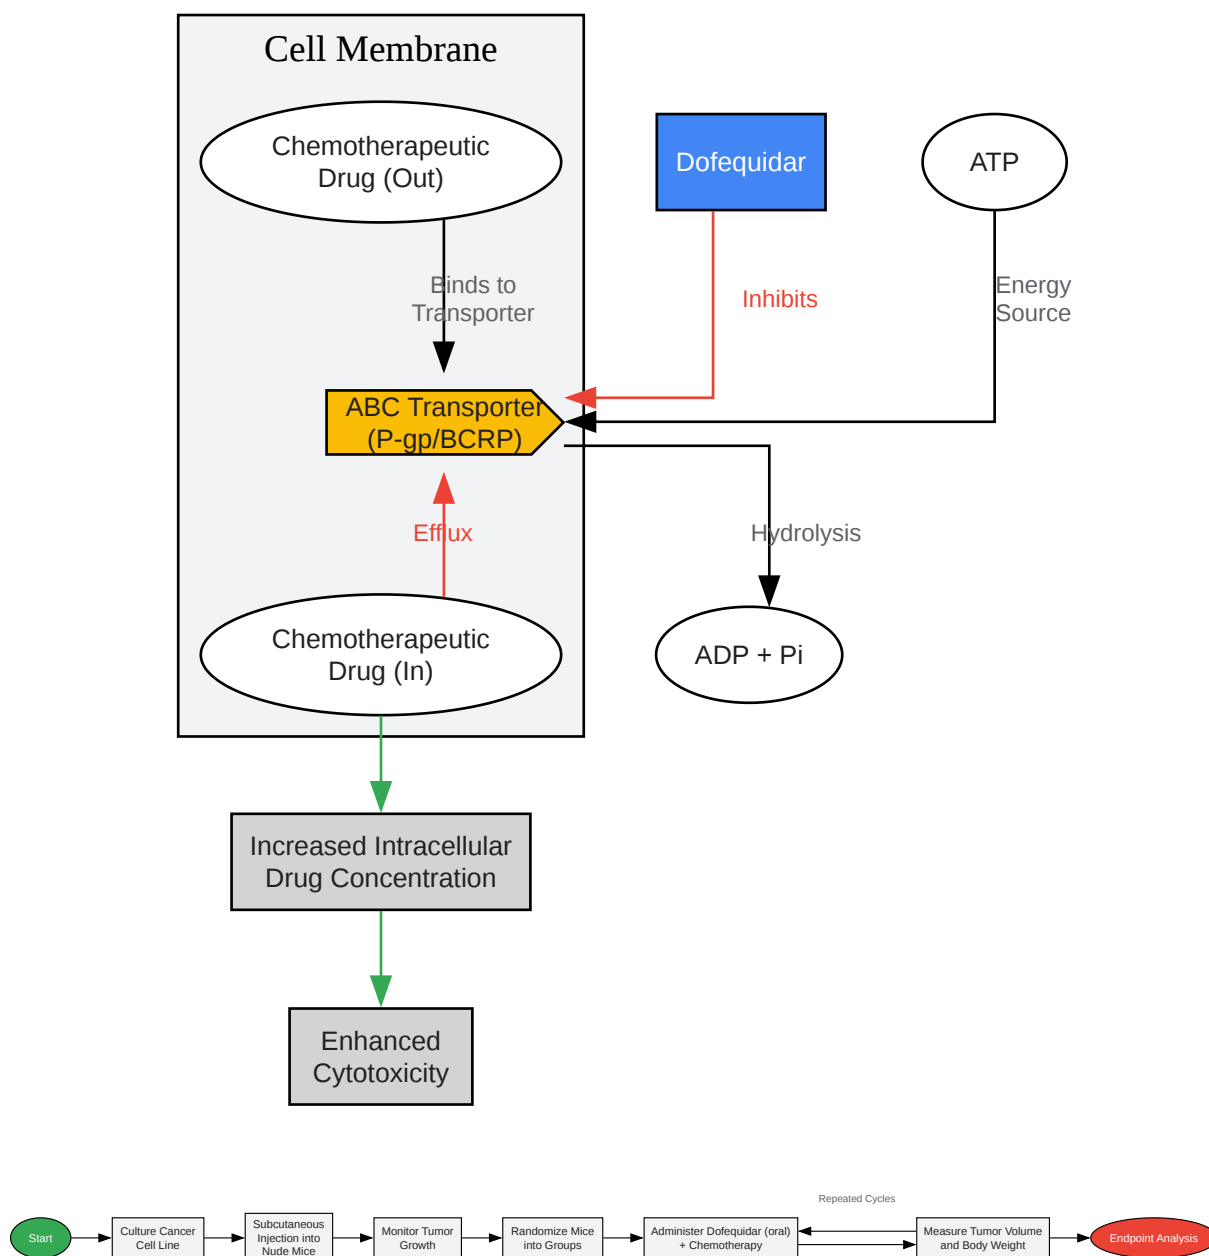 Cell Membrane
Chemotherapeutic
Drug (Out)
Dofequidar
ATP
Binds to
Transporter
Inhibits
Energy
Source
ABC Transporter
(P-gp/BCRP)
Efflux
Hydrolysis
Chemotherapeutic
Drug (In)
ADP + Pi
Increased Intracellular
Drug Concentration
Enhanced
Cytotoxicity
Repeated Cycles
Start
Culture Cancer
Cell Line
Subcutaneous
Injection into
Nude Mice
Monitor Tumor
Growth
Randomize Mice
into Groups
Administer Dofequidar (oral)
+ Chemotherapy
Measure Tumor Volume
and Body Weight
Endpoint Analysis